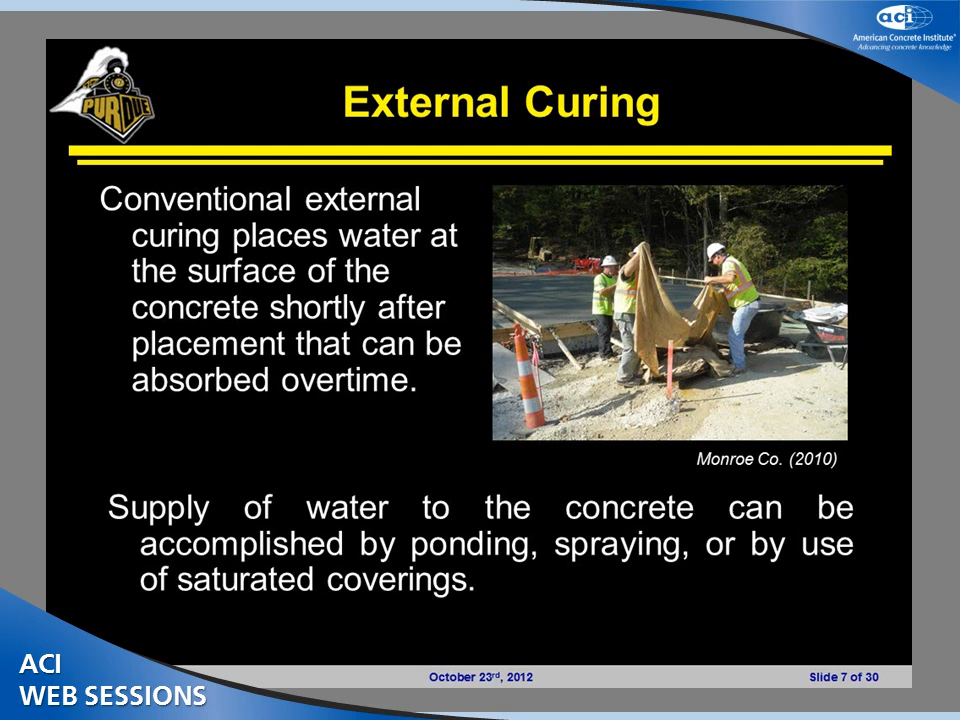 aci
American Concrete Institute®
Advancing concrete knowledge
PURDUE
External Curing
Conventional external
curing places water at
the surface of the
concrete shortly after
placement that can be
absorbed overtime.
Monroe Co. (2010)
Supply of water to the concrete can be
accomplished by ponding, spraying, or by use
of saturated coverings.
ACI
WEB SESSIONS
October 23rd, 2012
Slide 7 of 30